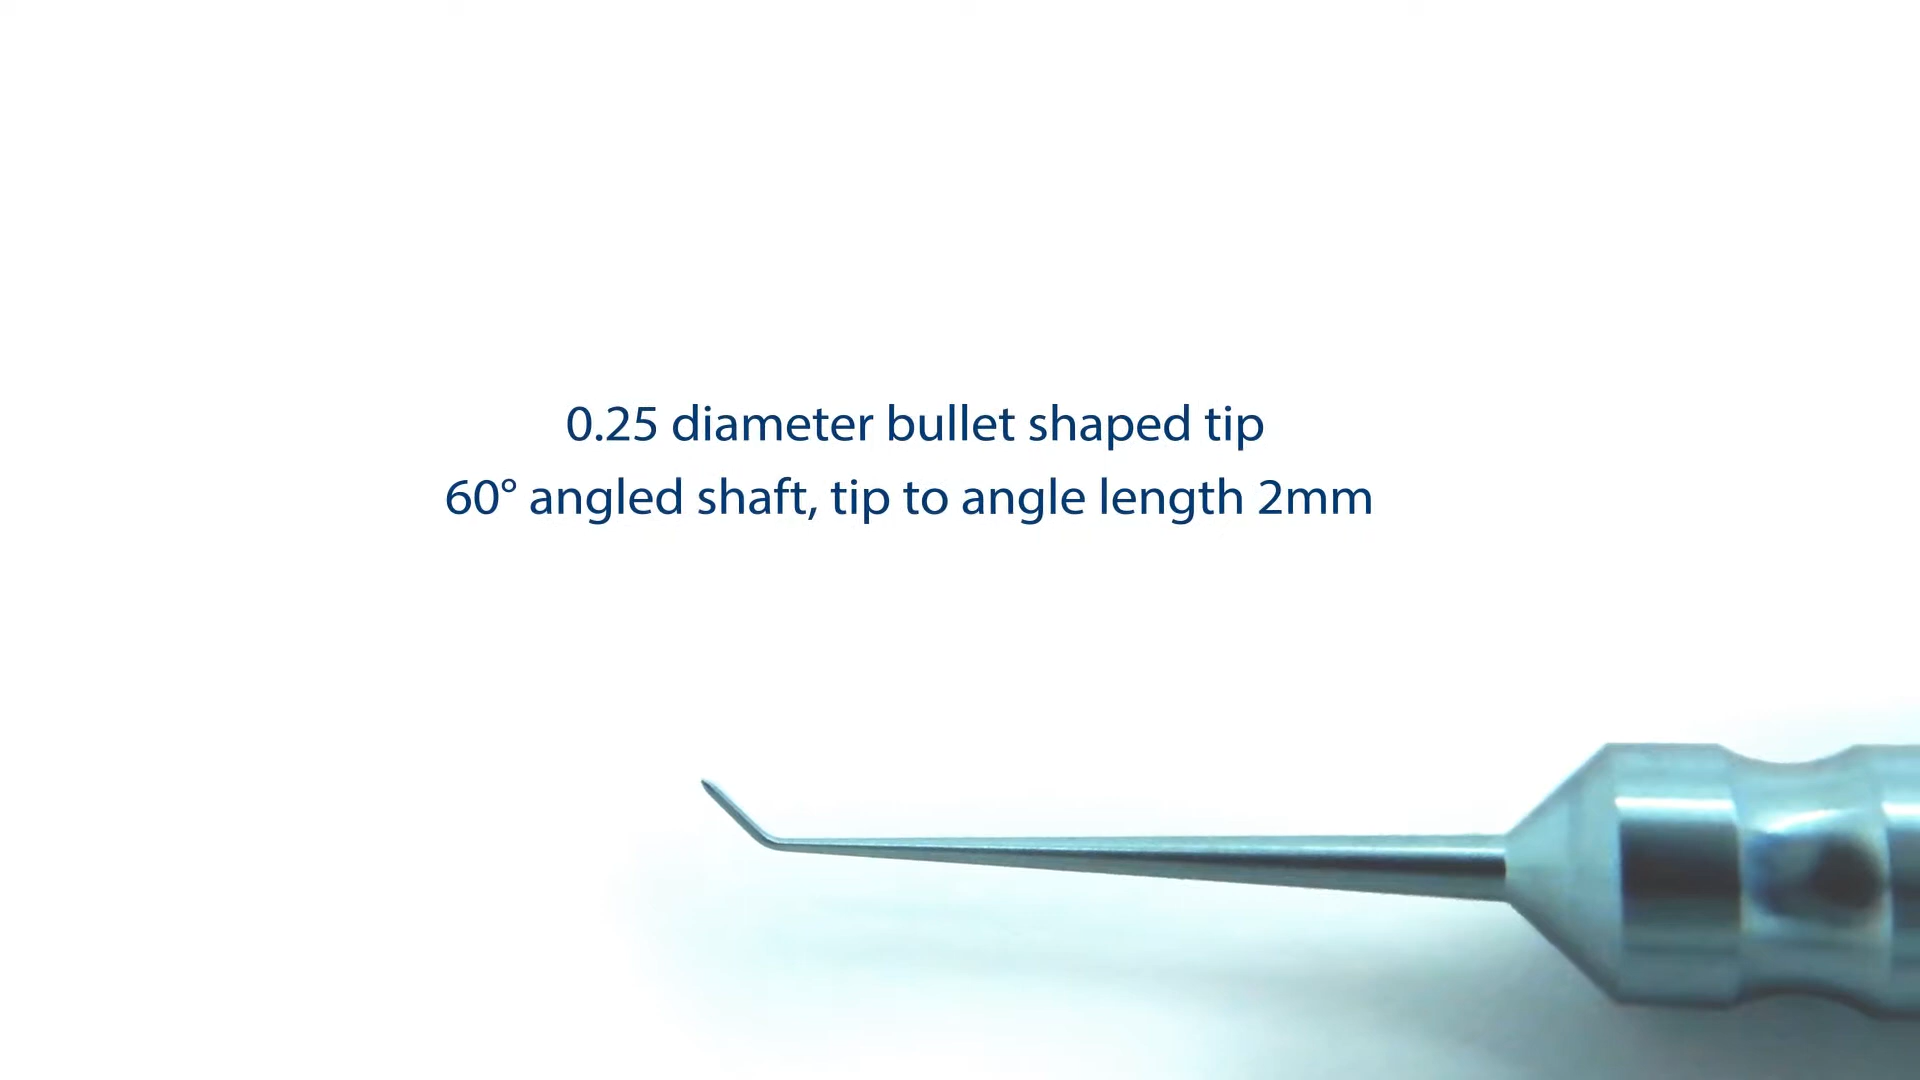 0.25 diameter bullet shaped tip
60° angled shaft, tip to angle length 2mm